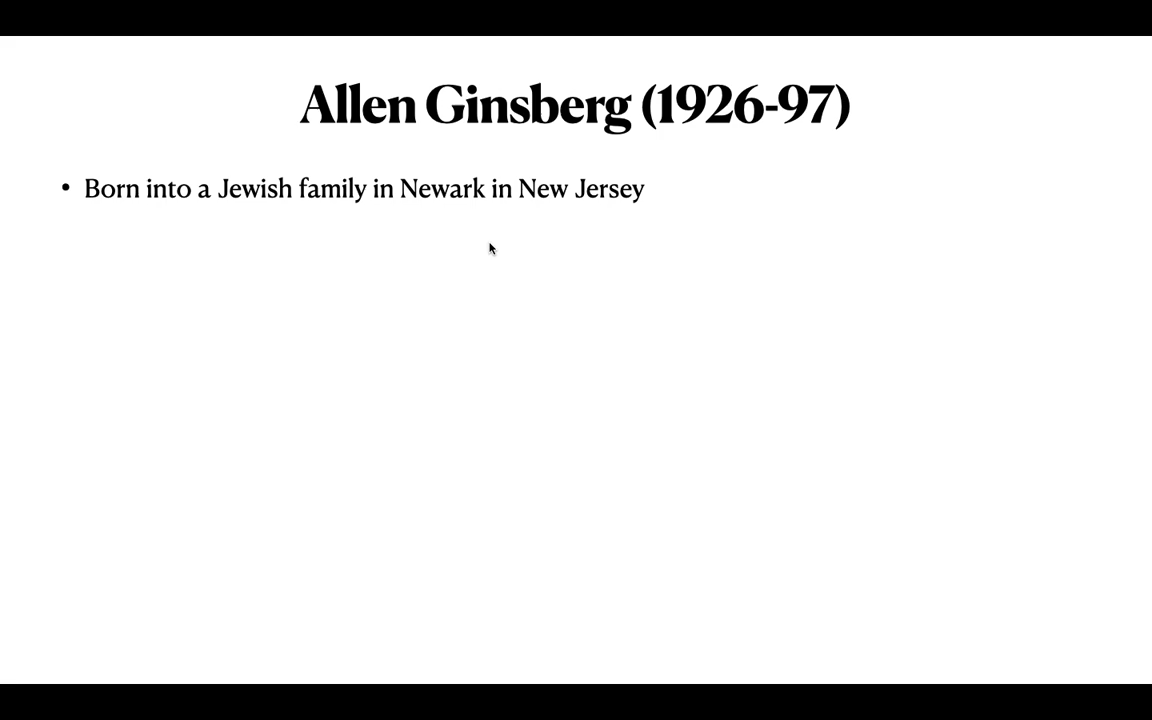 Allen Ginsberg (1926-97)
• Born into a Jewish family in Newark in New Jersey